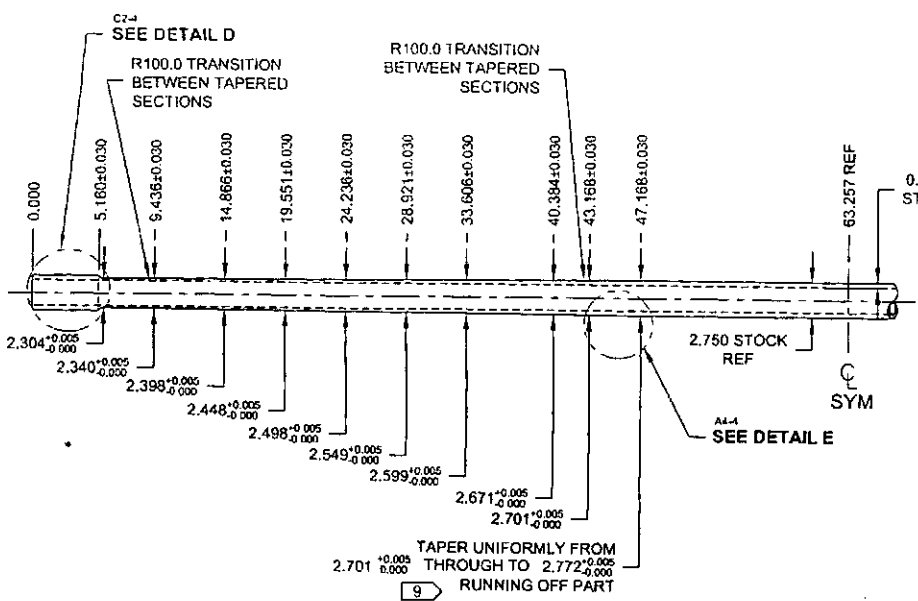 C2-4
SEE DETAIL D
R100.0 TRANSITION
BETWEEN TAPERED
SECTIONS
R100.0 TRANSITION
BETWEEN TAPERED
SECTIONS
0.000
5.160±0.030
9.436±0.030
14.866±0.030
19.551±0.030
24.236±0.030
28.921±0.030
33.606±0.030
40.384±0.030
43.168±0.030
47.168±0.030
63.257 REF
0.
ST
2.304 +0.005 -0.000
2.340 +0.005 -0.000
2.398 +0.005 -0.000
2.448 +0.005 -0.000
2.498 +0.005 -0.000
2.549 +0.005 -0.000
2.599 +0.005 -0.000
2.671 +0.005 -0.000
2.701 +0.005 -0.000
2.750 STOCK
REF
℄
SYM
A4-4
SEE DETAIL E
TAPER UNIFORMLY FROM
2.701 +0.005 0.000 THROUGH TO 2.772 +0.005 -0.000
9 RUNNING OFF PART